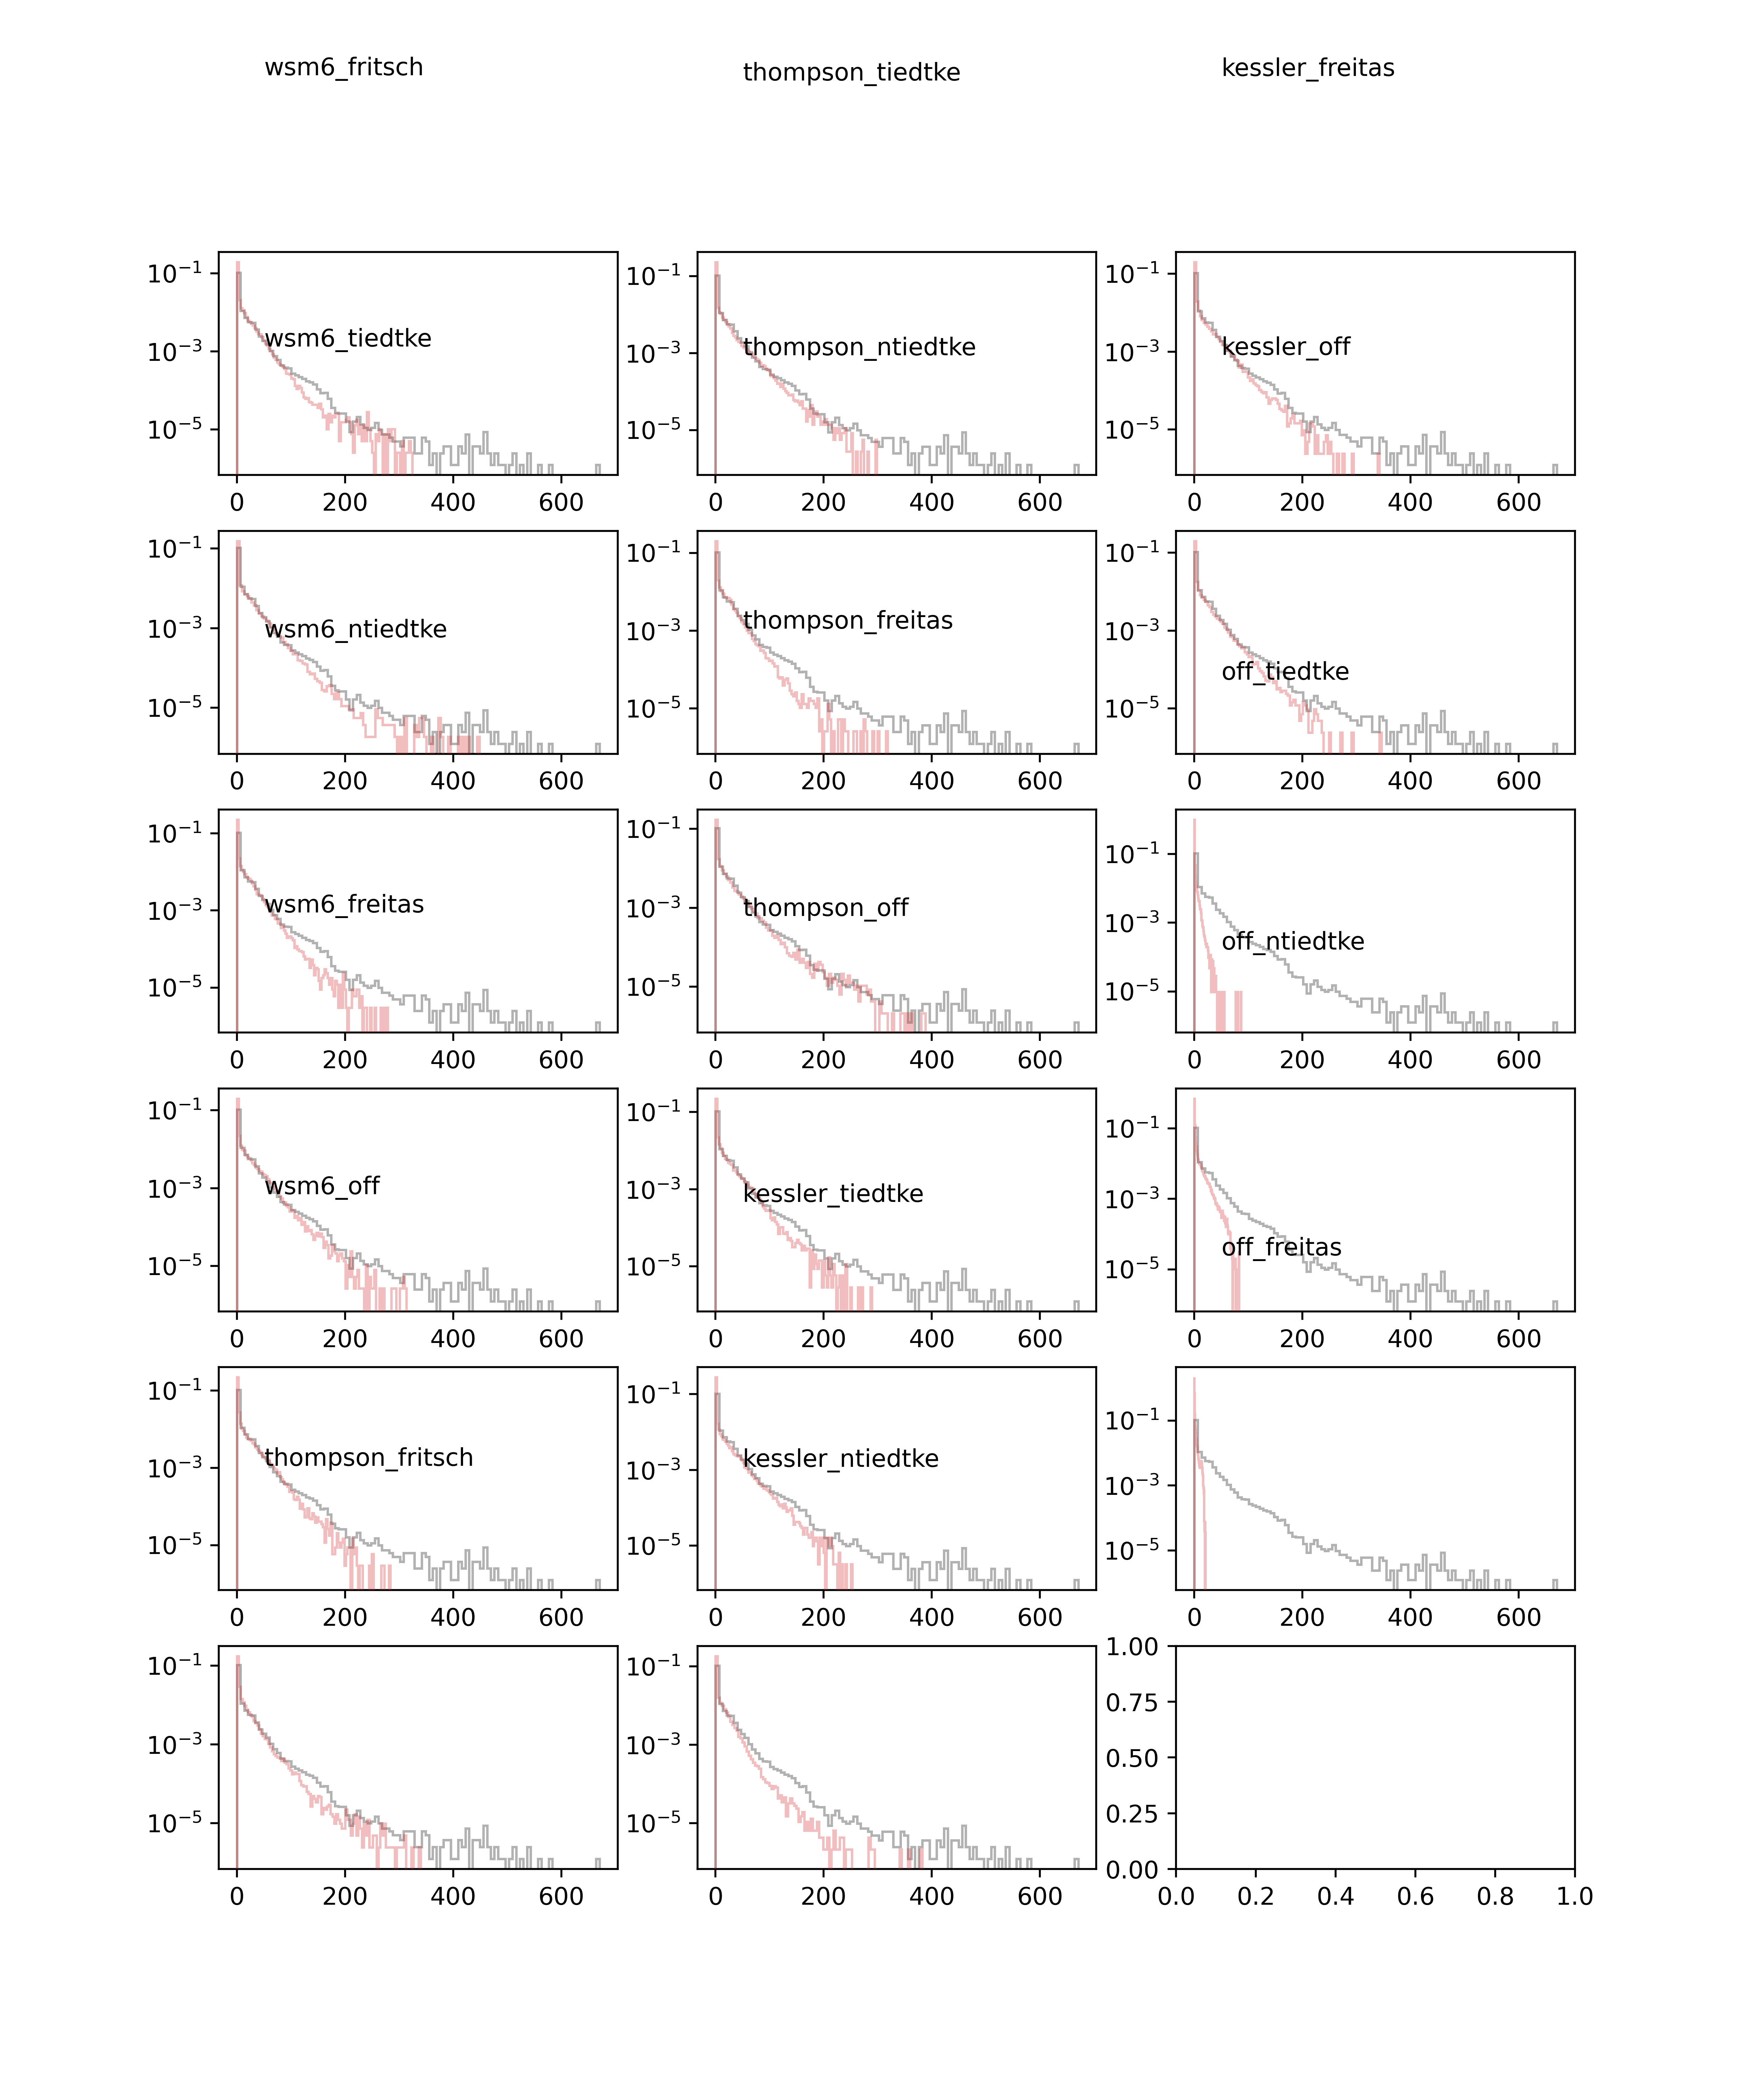 wsm6_fritsch thompson_tiedtke kessler_freitas
10⁻¹ 10⁻¹ 10⁻¹
wsm6_tiedtke thompson_ntiedtke kessler_off
10⁻³ 10⁻³ 10⁻³
10⁻⁵ 10⁻⁵ 10⁻⁵
0 200 400 600 0 200 400 600 0 200 400 600
10⁻¹ 10⁻¹ 10⁻¹
wsm6_ntiedtke thompson_freitas off_tiedtke
10⁻³ 10⁻³ 10⁻³
10⁻⁵ 10⁻⁵ 10⁻⁵
0 200 400 600 0 200 400 600 0 200 400 600
10⁻¹ 10⁻¹ 10⁻¹
wsm6_freitas thompson_off off_ntiedtke
10⁻³ 10⁻³ 10⁻³
10⁻⁵ 10⁻⁵ 10⁻⁵
0 200 400 600 0 200 400 600 0 200 400 600
10⁻¹ 10⁻¹ 10⁻¹
wsm6_off kessler_tiedtke off_freitas
10⁻³ 10⁻³ 10⁻³
10⁻⁵ 10⁻⁵ 10⁻⁵
0 200 400 600 0 200 400 600 0 200 400 600
10⁻¹ 10⁻¹ 10⁻¹
thompson_fritsch kessler_ntiedtke
10⁻³ 10⁻³ 10⁻³
10⁻⁵ 10⁻⁵ 10⁻⁵
0 200 400 600 0 200 400 600 0 200 400 600
10⁻¹ 10⁻¹ 1.00
0.75
10⁻³ 10⁻³ 0.50
10⁻⁵ 10⁻⁵ 0.25
0.00
0 200 400 600 0 200 400 600 0.0 0.2 0.4 0.6 0.8 1.0